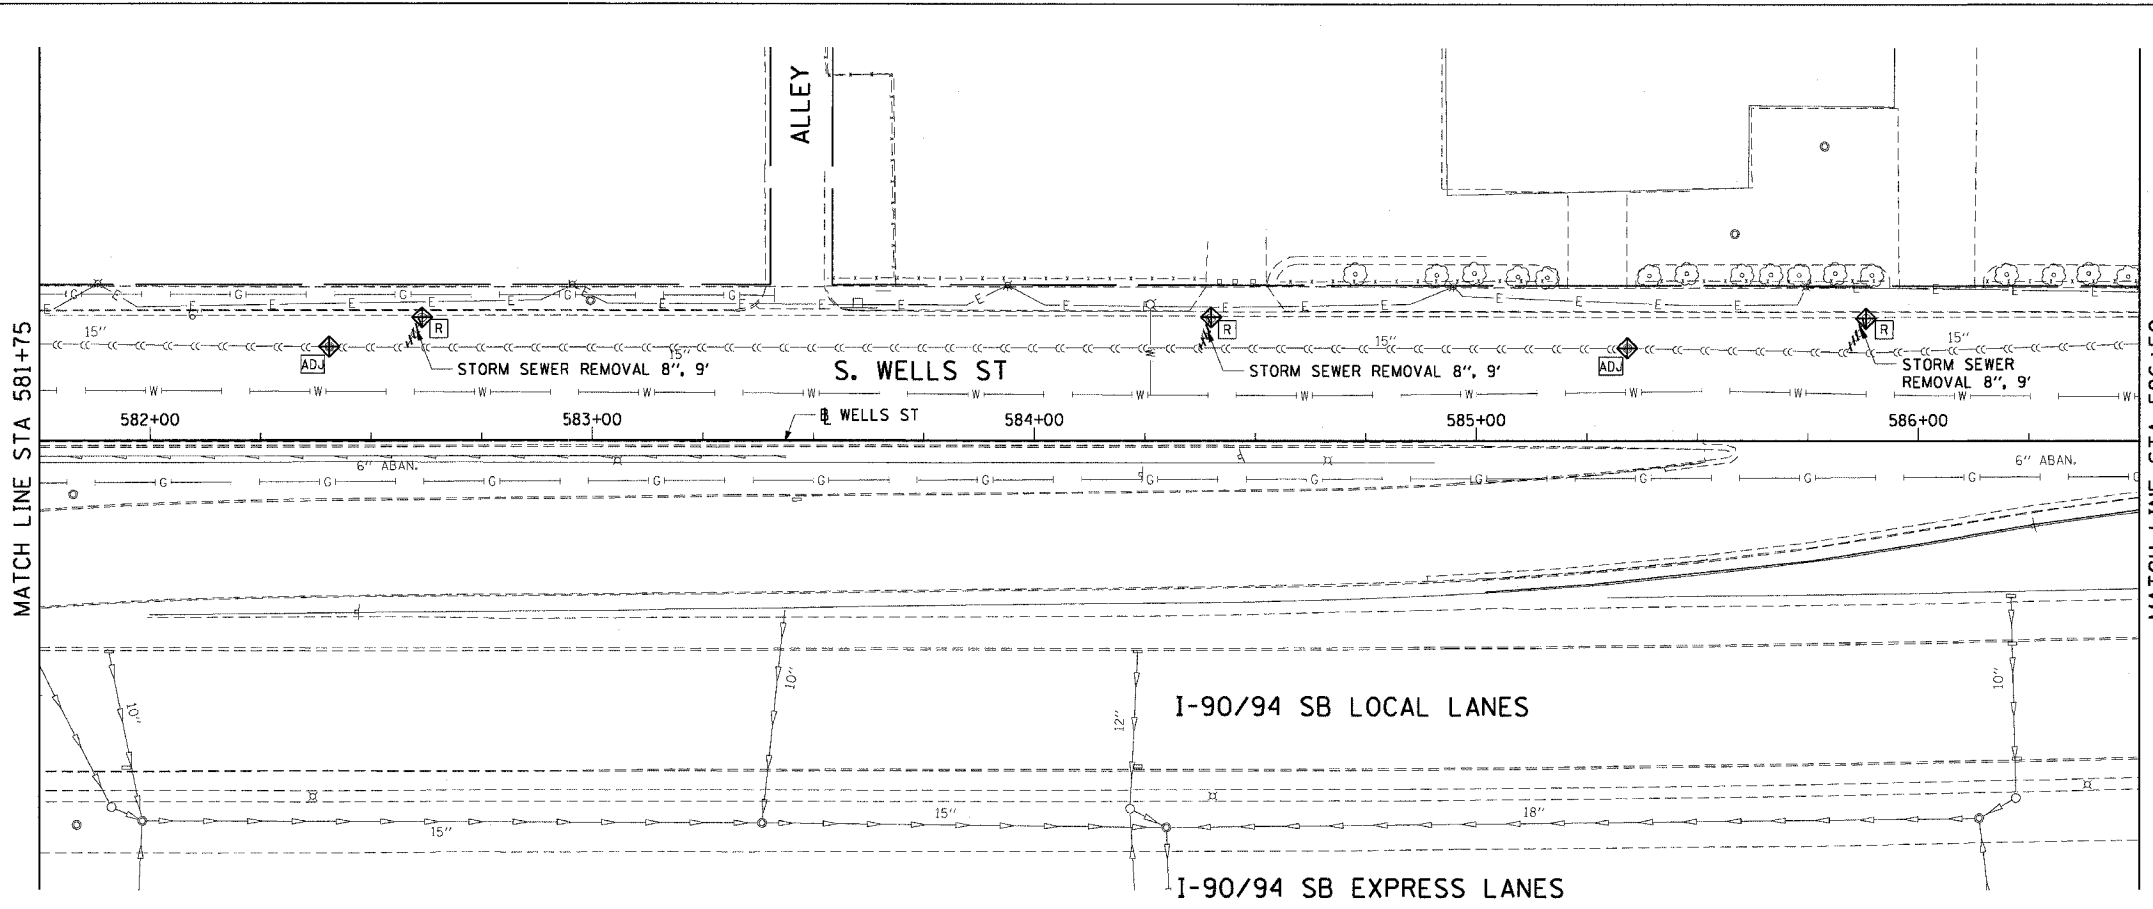 ALLEY
MATCH LINE STA 581+75
15"
R
ADJ
STORM SEWER REMOVAL 8", 9'
15"
S. WELLS ST
R
STORM SEWER REMOVAL 8", 9'
15"
ADJ
R
15"
STORM SEWER
REMOVAL 8", 9'
582+00
583+00
WELLS ST
584+00
585+00
586+00
6" ABAN.
6" ABAN.
10"
10"
12"
10"
I-90/94 SB LOCAL LANES
15"
15"
18"
I-90/94 SB EXPRESS LANES